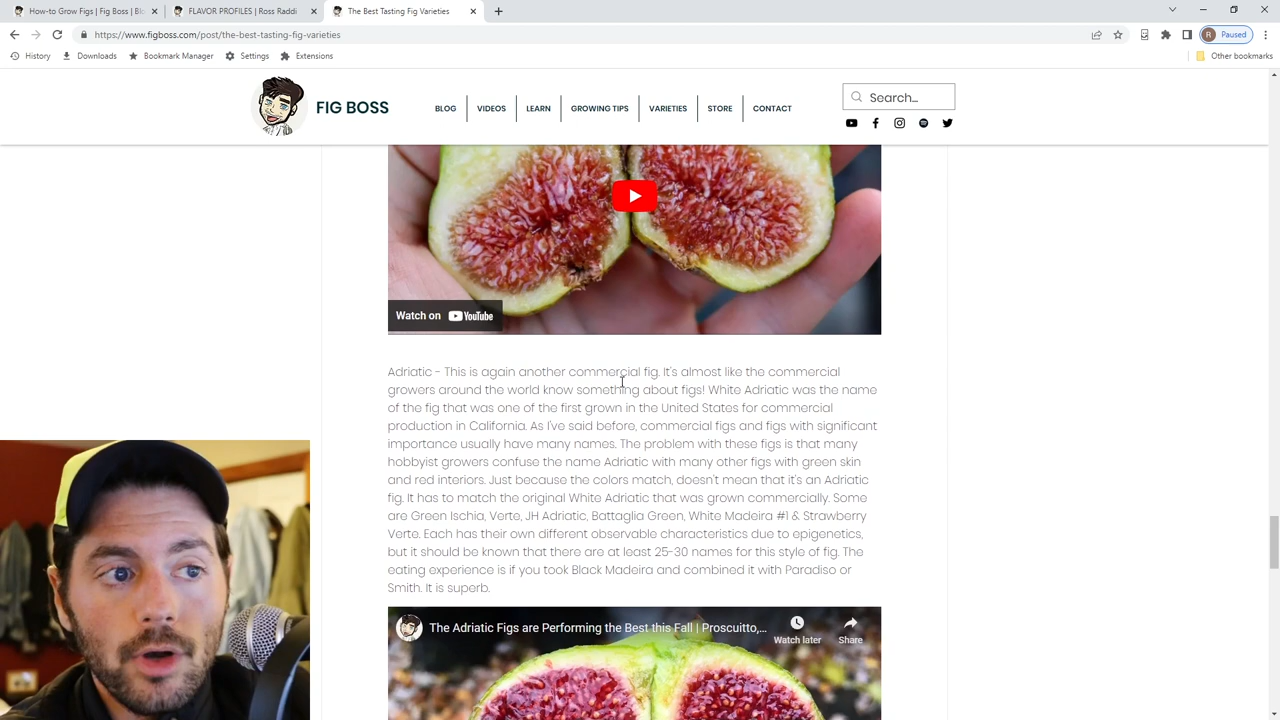 How-to Grow Figs | Fig Boss | Blo
FLAVOR PROFILES | Ross Raddi
The Best Tasting Fig Varieties
https://www.figboss.com/post/the-best-tasting-fig-varieties
R Paused
History Downloads Bookmark Manager Settings Extensions Other bookmarks
FIG BOSS
BLOG VIDEOS LEARN GROWING TIPS VARIETIES STORE CONTACT
Search...
Watch on YouTube
Adriatic - This is again another commercial fig. It's almost like the commercial
growers around the world know something about figs! White Adriatic was the name
of the fig that was one of the first grown in the United States for commercial
production in California. As I've said before, commercial figs and figs with significant
importance usually have many names. The problem with these figs is that many
hobbyist growers confuse the name Adriatic with many other figs with green skin
and red interiors. Just because the colors match, doesn't mean that it's an Adriatic
fig. It has to match the original White Adriatic that was grown commercially. Some
are Green Ischia, Verte, JH Adriatic, Battaglia Green, White Madeira #1 & Strawberry
Verte. Each has their own different observable characteristics due to epigenetics,
but it should be known that there are at least 25-30 names for this style of fig. The
eating experience is if you took Black Madeira and combined it with Paradiso or
Smith. It is superb.
The Adriatic Figs are Performing the Best this Fall | Proscuitto,...
Watch later
Share